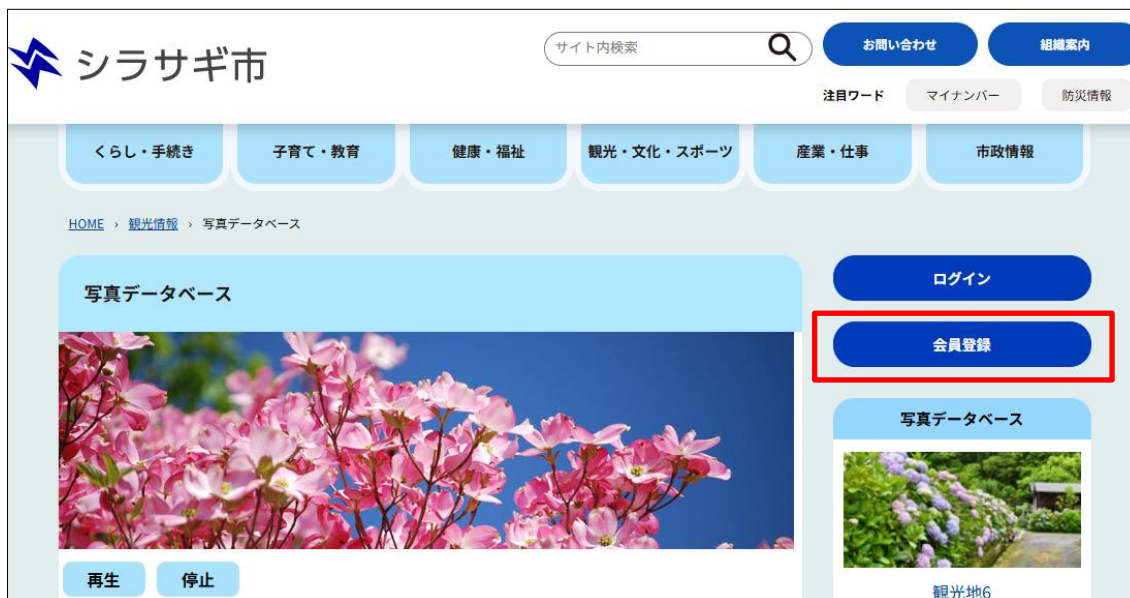 シラサギ市
サイト内検索
お問い合わせ
組織案内
注目ワード
マイナンバー
防災情報
くらし・手続き
子育て・教育
健康・福祉
観光・文化・スポーツ
産業・仕事
市政情報
HOME › 観光情報 › 写真データベース
写真データベース
ログイン
会員登録
写真データベース
再生
停止
観光地6